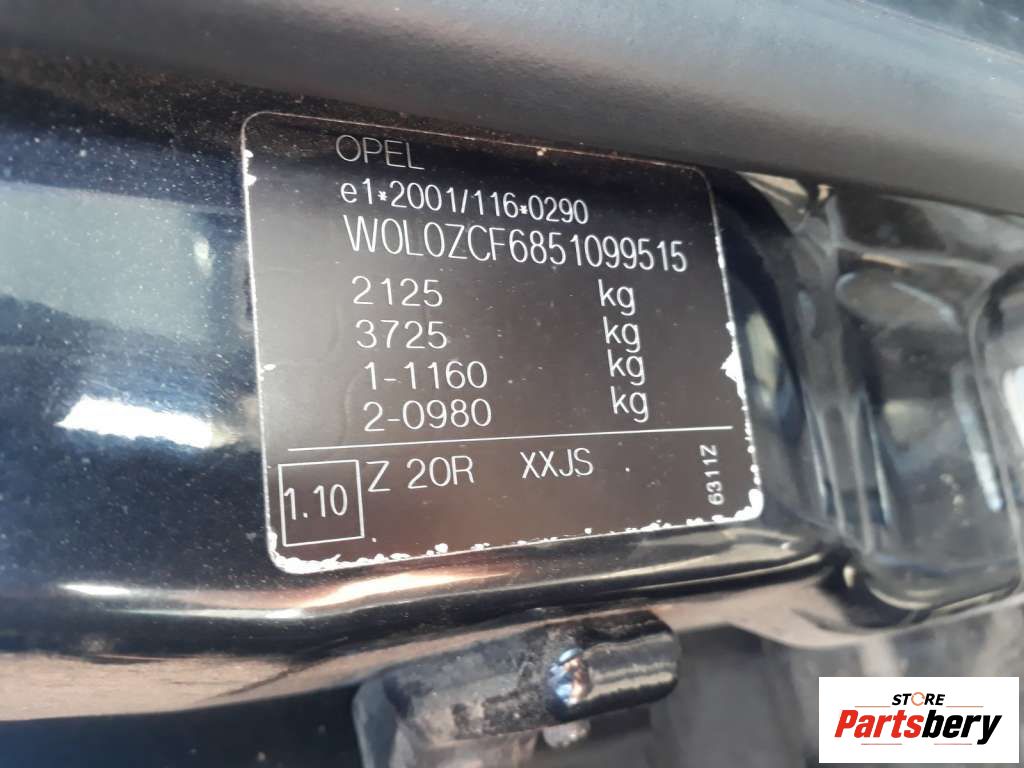 OPEL
e1*2001/116*0290
W0L0ZCF6851099515
2125 kg
3725 kg
1-1160 kg
2-0980 kg
1.10 Z 20R XXJS .
6311Z
STORE
Partsbery